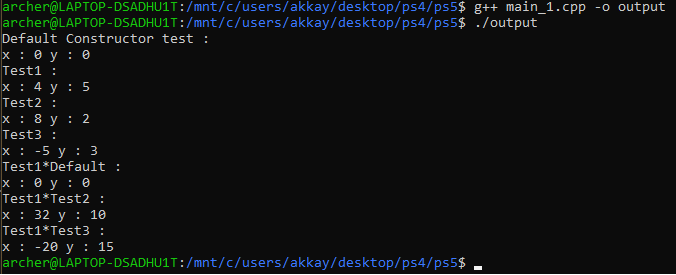 archer@LAPTOP-DSADHU1T:/mnt/c/users/akkay/desktop/ps4/ps5$ g++ main_1.cpp -o output
archer@LAPTOP-DSADHU1T:/mnt/c/users/akkay/desktop/ps4/ps5$ ./output
Default Constructor test :
x : 0 y : 0
Test1 :
x : 4 y : 5
Test2 :
x : 8 y : 2
Test3 :
x : -5 y : 3
Test1*Default :
x : 0 y : 0
Test1*Test2 :
x : 32 y : 10
Test1*Test3 :
x : -20 y : 15
archer@LAPTOP-DSADHU1T:/mnt/c/users/akkay/desktop/ps4/ps5$